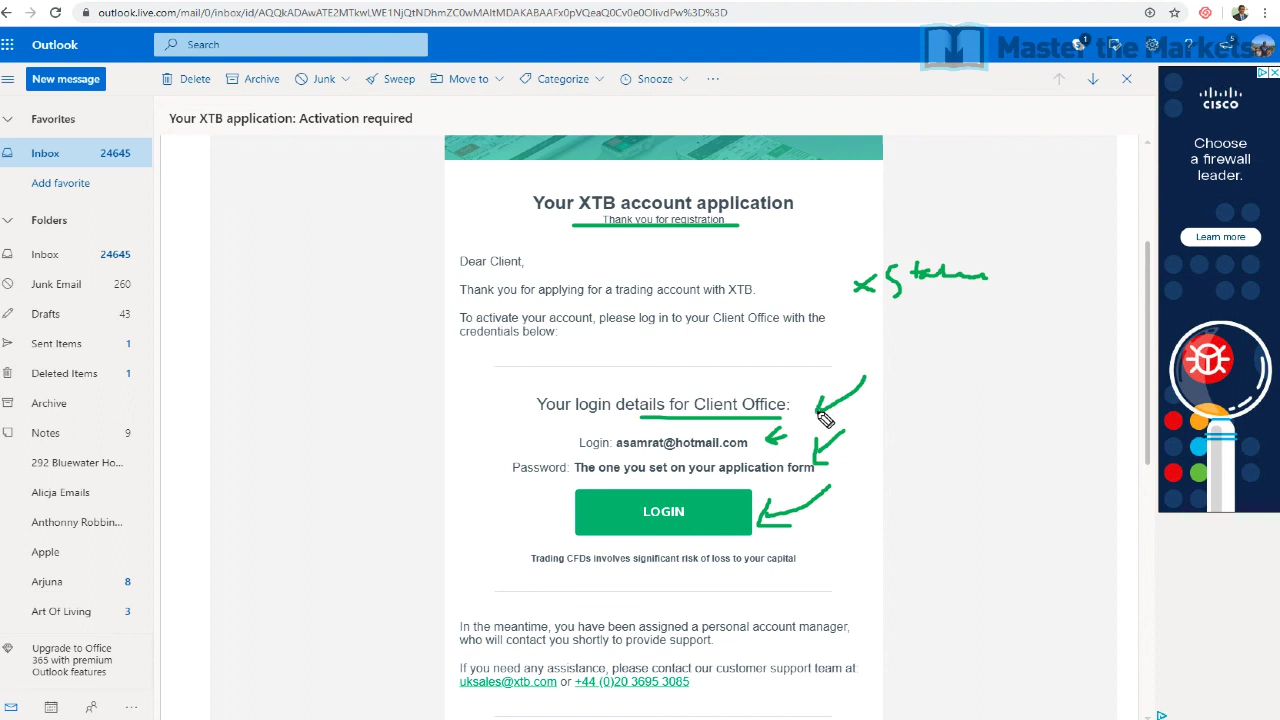 outlook.live.com/mail/0/inbox/id/AQQkADAwATE2MTkwLWE1NjQtNDhmZC0wMAItMDAKABAAFx0pVQeaQ0Cv0e0OlivdPw%3D%3D
Outlook
Search
1
5
Master the Markets
New message
Delete
Archive
Junk
Sweep
Move to
Categorize
Snooze
Favorites
Inbox 24645
Add favorite
Folders
Inbox 24645
Junk Email 260
Drafts 43
Sent Items 1
Deleted Items 1
Archive
Notes 2
292 Bluewater Ho...
Alicja Emails
Anthonny Robbin...
Apple
Arjuna 8
Art Of Living 3
Upgrade to Office
365 with premium
Outlook features
Your XTB application: Activation required
Your XTB account application
Thank you for registration
Dear Client,
Thank you for applying for a trading account with XTB.
To activate your account, please log in to your Client Office with the
credentials below:
Your login details for Client Office:
Login: asamrat@hotmail.com
Password: The one you set on your application form
LOGIN
Trading CFDs involves significant risk of loss to your capital
In the meantime, you have been assigned a personal account manager,
who will contact you shortly to provide support.
If you need any assistance, please contact our customer support team at:
uksales@xtb.com or +44 (0)20 3695 3085
CISCO
Choose
a firewall
leader.
Learn more